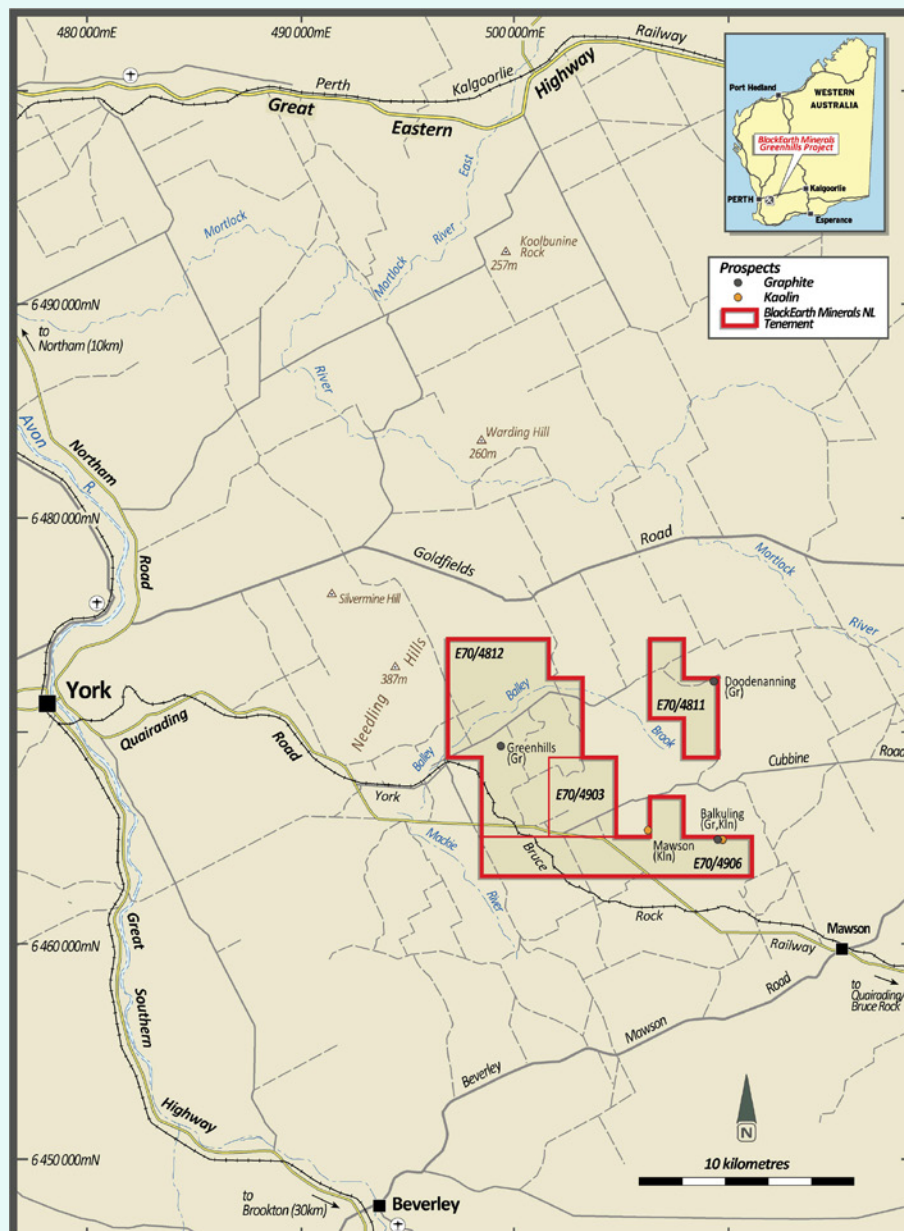 480 000mE
490 000mE
500 000mE
Railway
Perth
Kalgoorlie
Highway
Great
Eastern
Port Hedland
WESTERN
AUSTRALIA
BlackEarth Minerals
Greenhills Project
PERTH
Kalgoorlie
Esperance
East
River
Mortlock
Mortlock
Koolbunine
Rock
257m
Prospects
Graphite
Kaolin
BlackEarth Minerals NL
Tenement
6 490 000mN
to
Northam (10km)
River
Warding Hill
260m
Avon
R.
Northam
Road
6 480 000mN
Goldfields
Road
Mortlock
River
Silvermine Hill
Needling Hills
387m
E70/4812
Bailey
Brook
E70/4811
Doodenanning
(Gr)
York
Quairading
Road
Bailey
York
Greenhills
(Gr)
Cubbine
Road
E70/4903
Balkuling
(Gr,Kln)
Mawson
(Kln)
E70/4906
Mackie
River
Bruce
Rock
Railway
Mawson
to
Quairading/
Bruce Rock
6 460 000mN
Great
Southern
Highway
Beverley
Mawson
Road
N
10 kilometres
6 450 000mN
to
Brookton (30km)
Beverley